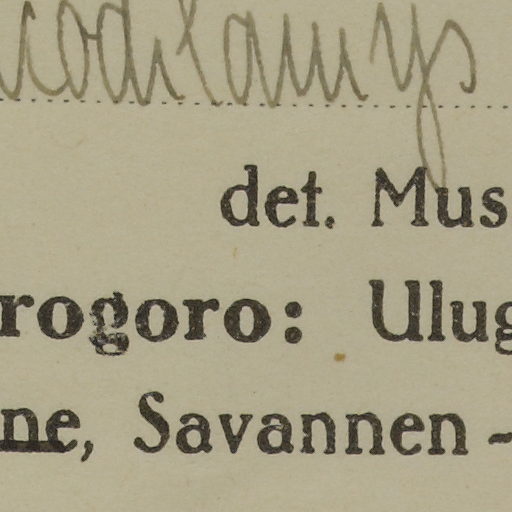 det. Mus
rogoro: Ulug
ne, Savannen -